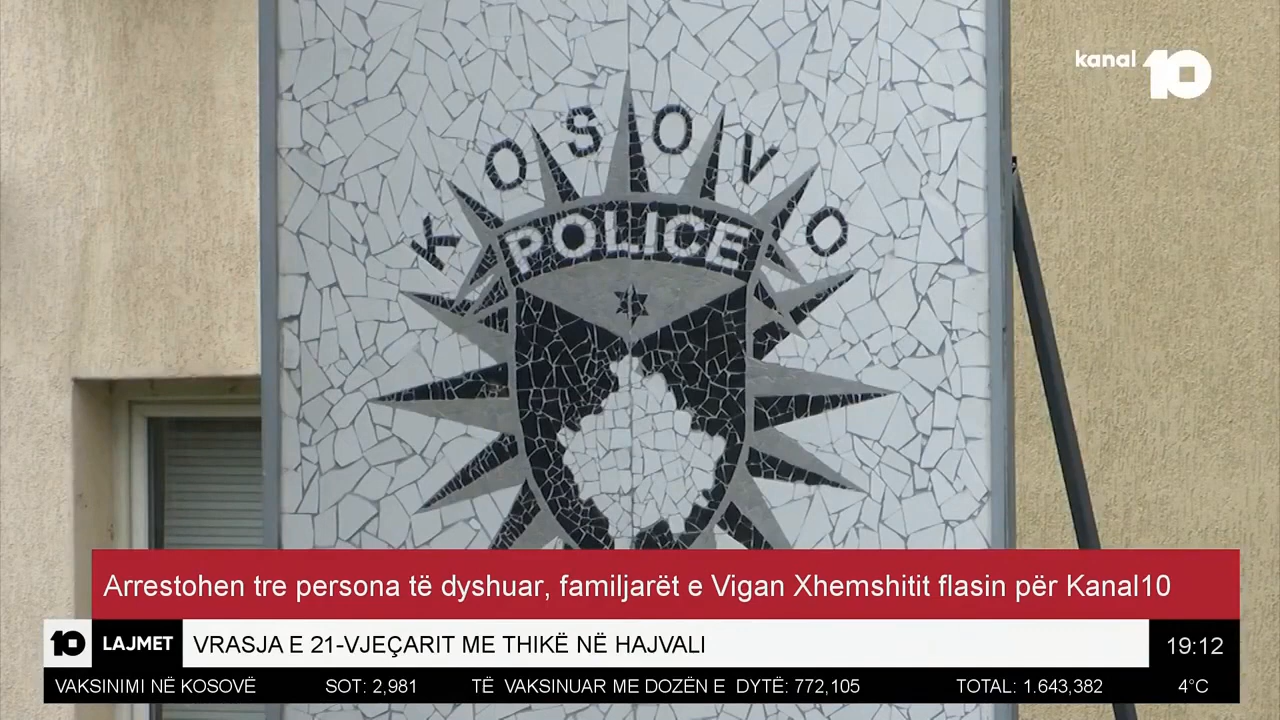 kanal 10
KOSOVO
POLICE
Arrestohen tre persona të dyshuar, familjarët e Vigan Xhemshitit flasin për Kanal10
10 LAJMET VRASJA E 21-VJEÇARIT ME THIKË NË HAJVALI 19:12
VAKSINIMI NË KOSOVË SOT: 2,981 TË VAKSINUAR ME DOZËN E DYTË: 772,105 TOTAL: 1.643,382 4°C